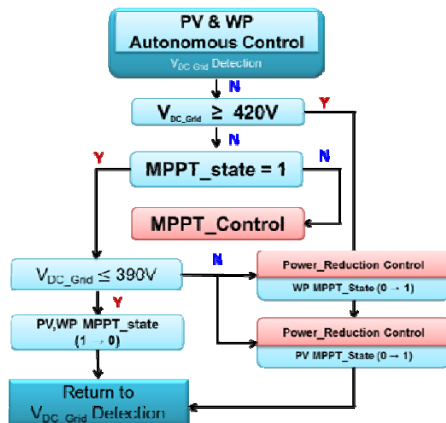 PV & WP
Autonomous Control
V_DC_Grid Detection
N
V_DC_Grid ≥ 420V
Y
N
Y
MPPT_state = 1
N
MPPT_Control
V_DC_Grid ≤ 390V
N
Power_Reduction Control
WP MPPT_State (0 → 1)
Y
PV,WP MPPT_state
(1 → 0)
Power_Reduction Control
PV MPPT_State (0 → 1)
Return to
V_DC_Grid Detection